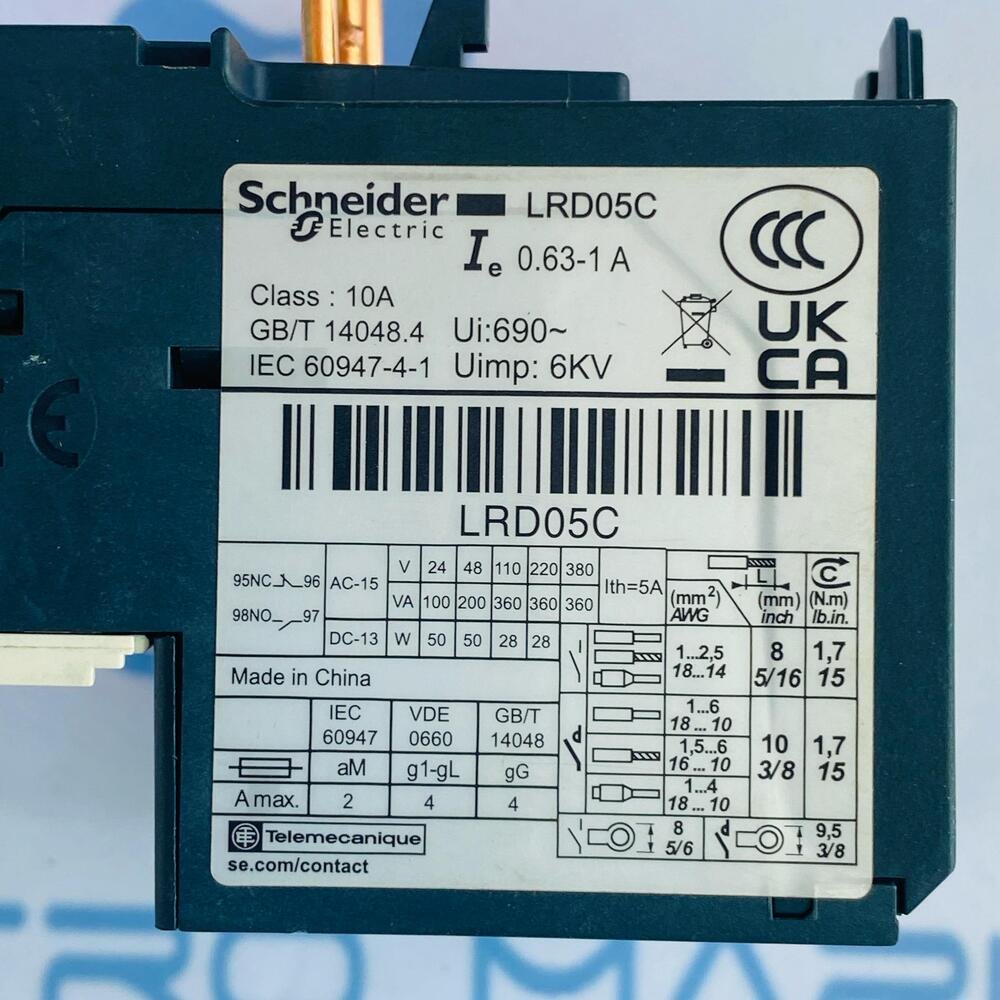 Schneider LRD05C
Electric
Ie 0.63-1 A
Class : 10A
GB/T 14048.4 Ui:690~
IEC 60947-4-1 Uimp: 6KV
CCC
UK
CA
CE
LRD05C
95NC 96 AC-15 V 24 48 110 220 380 Ith=5A
VA 100 200 360 360 360
98NO 97 DC-13 W 50 50 28 28
L C
(mm²) (mm) (N.m)
AWG inch lb.in.
1...2,5 8 1,7
18...14 5/16 15
Made in China
1...6
18 ... 10
1,5...6 10 1,7
16 ... 10 3/8 15
1...4
18 ... 10
IEC VDE GB/T
60947 0660 14048
aM g1-gL gG
A max. 2 4 4
Telemecanique
8 9,5
5/6 3/8
se.com/contact